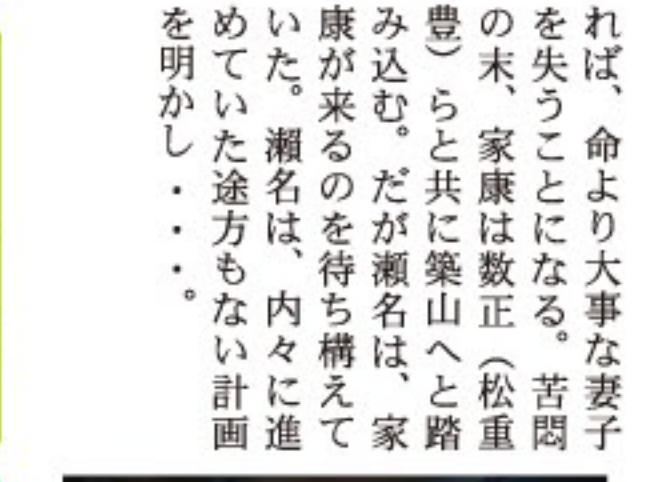 れば、命より大事な妻子
を失うことになる。苦悶
の末、家康は数正（松重
豊）らと共に築山へと踏
み込む。だが瀬名は、家
康が来るのを待ち構えて
いた。瀬名は、内々に進
めていた途方もない計画
を明かし・・・。